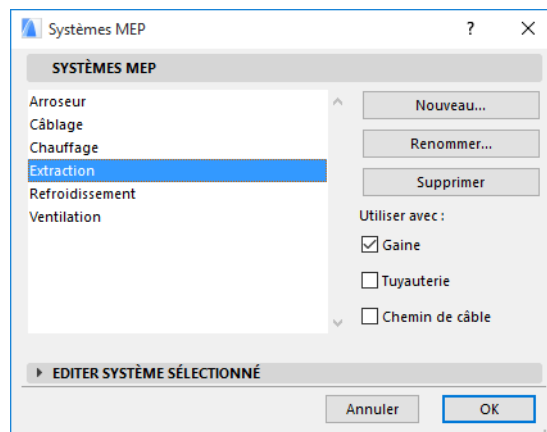 Systèmes MEP
?
SYSTÈMES MEP
Arroseur
Câblage
Chauffage
Extraction
Refroidissement
Ventilation
Nouveau...
Renommer...
Supprimer
Utiliser avec :
Gaine
Tuyauterie
Chemin de câble
EDITER SYSTÈME SÉLECTIONNÉ
Annuler
OK